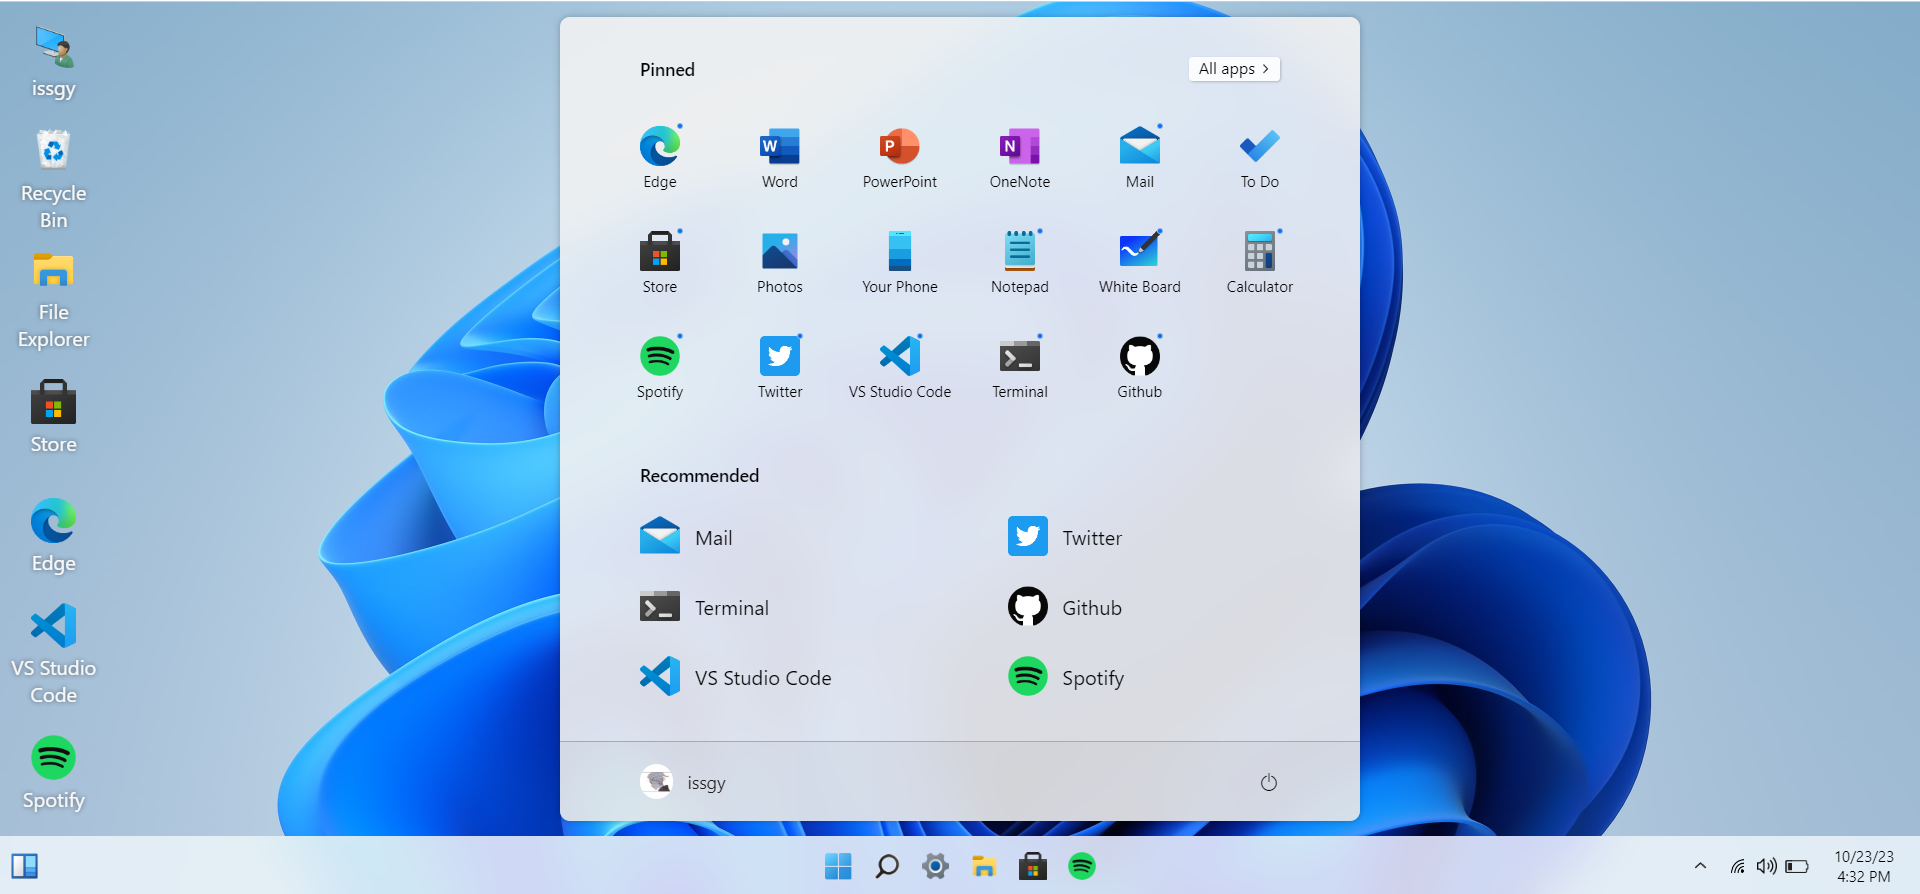 issgy
Recycle
Bin
File
Explorer
Store
Edge
VS Studio
Code
Spotify
Pinned
All apps >
Edge
Word
PowerPoint
OneNote
Mail
To Do
Store
Photos
Your Phone
Notepad
White Board
Calculator
Spotify
Twitter
VS Studio Code
Terminal
Github
Recommended
Mail
Twitter
Terminal
Github
VS Studio Code
Spotify
issgy
10/23/23
4:32 PM